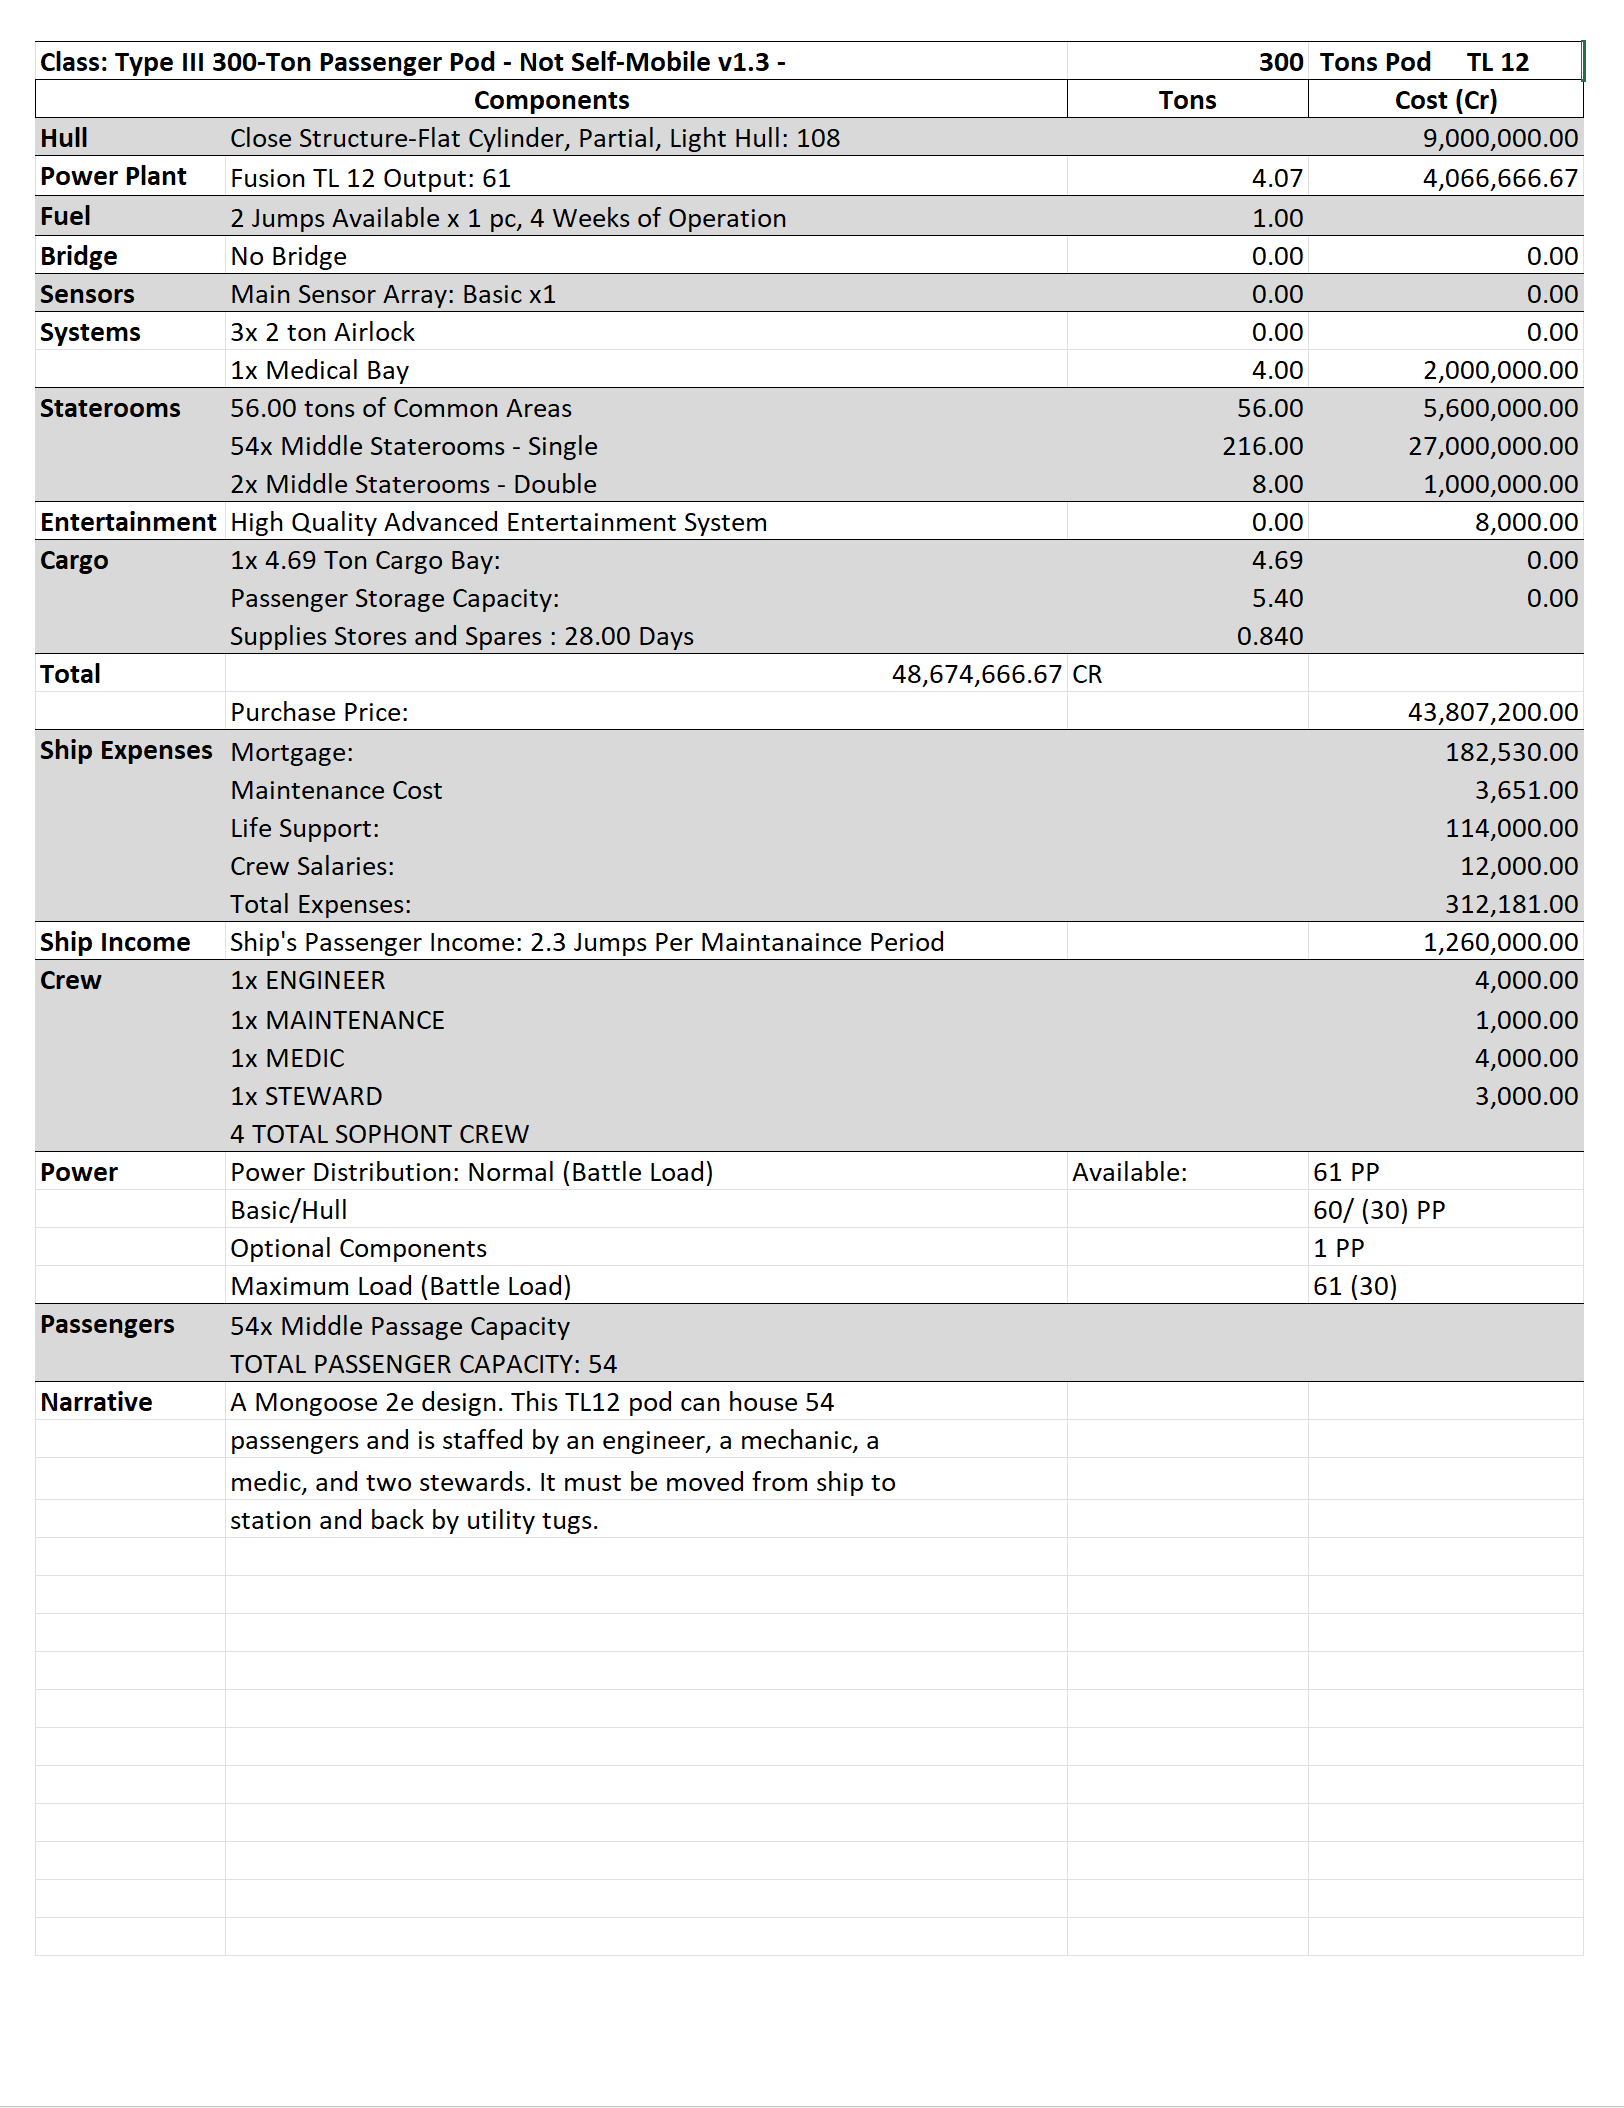 Class: Type III 300-Ton Passenger Pod - Not Self-Mobile v1.3 - 300 Tons Pod TL 12
Components Tons Cost (Cr)
Hull Close Structure-Flat Cylinder, Partial, Light Hull: 108 9,000,000.00
Power Plant Fusion TL 12 Output: 61 4.07 4,066,666.67
Fuel 2 Jumps Available x 1 pc, 4 Weeks of Operation 1.00
Bridge No Bridge 0.00 0.00
Sensors Main Sensor Array: Basic x1 0.00 0.00
Systems 3x 2 ton Airlock 0.00 0.00
1x Medical Bay 4.00 2,000,000.00
Staterooms 56.00 tons of Common Areas 56.00 5,600,000.00
54x Middle Staterooms - Single 216.00 27,000,000.00
2x Middle Staterooms - Double 8.00 1,000,000.00
Entertainment High Quality Advanced Entertainment System 0.00 8,000.00
Cargo 1x 4.69 Ton Cargo Bay: 4.69 0.00
Passenger Storage Capacity: 5.40 0.00
Supplies Stores and Spares : 28.00 Days 0.840
Total 48,674,666.67 CR
Purchase Price: 43,807,200.00
Ship Expenses Mortgage: 182,530.00
Maintenance Cost 3,651.00
Life Support: 114,000.00
Crew Salaries: 12,000.00
Total Expenses: 312,181.00
Ship Income Ship's Passenger Income: 2.3 Jumps Per Maintanaince Period 1,260,000.00
Crew 1x ENGINEER 4,000.00
1x MAINTENANCE 1,000.00
1x MEDIC 4,000.00
1x STEWARD 3,000.00
4 TOTAL SOPHONT CREW
Power Power Distribution: Normal (Battle Load) Available: 61 PP
Basic/Hull 60/ (30) PP
Optional Components 1 PP
Maximum Load (Battle Load) 61 (30)
Passengers 54x Middle Passage Capacity
TOTAL PASSENGER CAPACITY: 54
Narrative A Mongoose 2e design. This TL12 pod can house 54
passengers and is staffed by an engineer, a mechanic, a
medic, and two stewards. It must be moved from ship to
station and back by utility tugs.